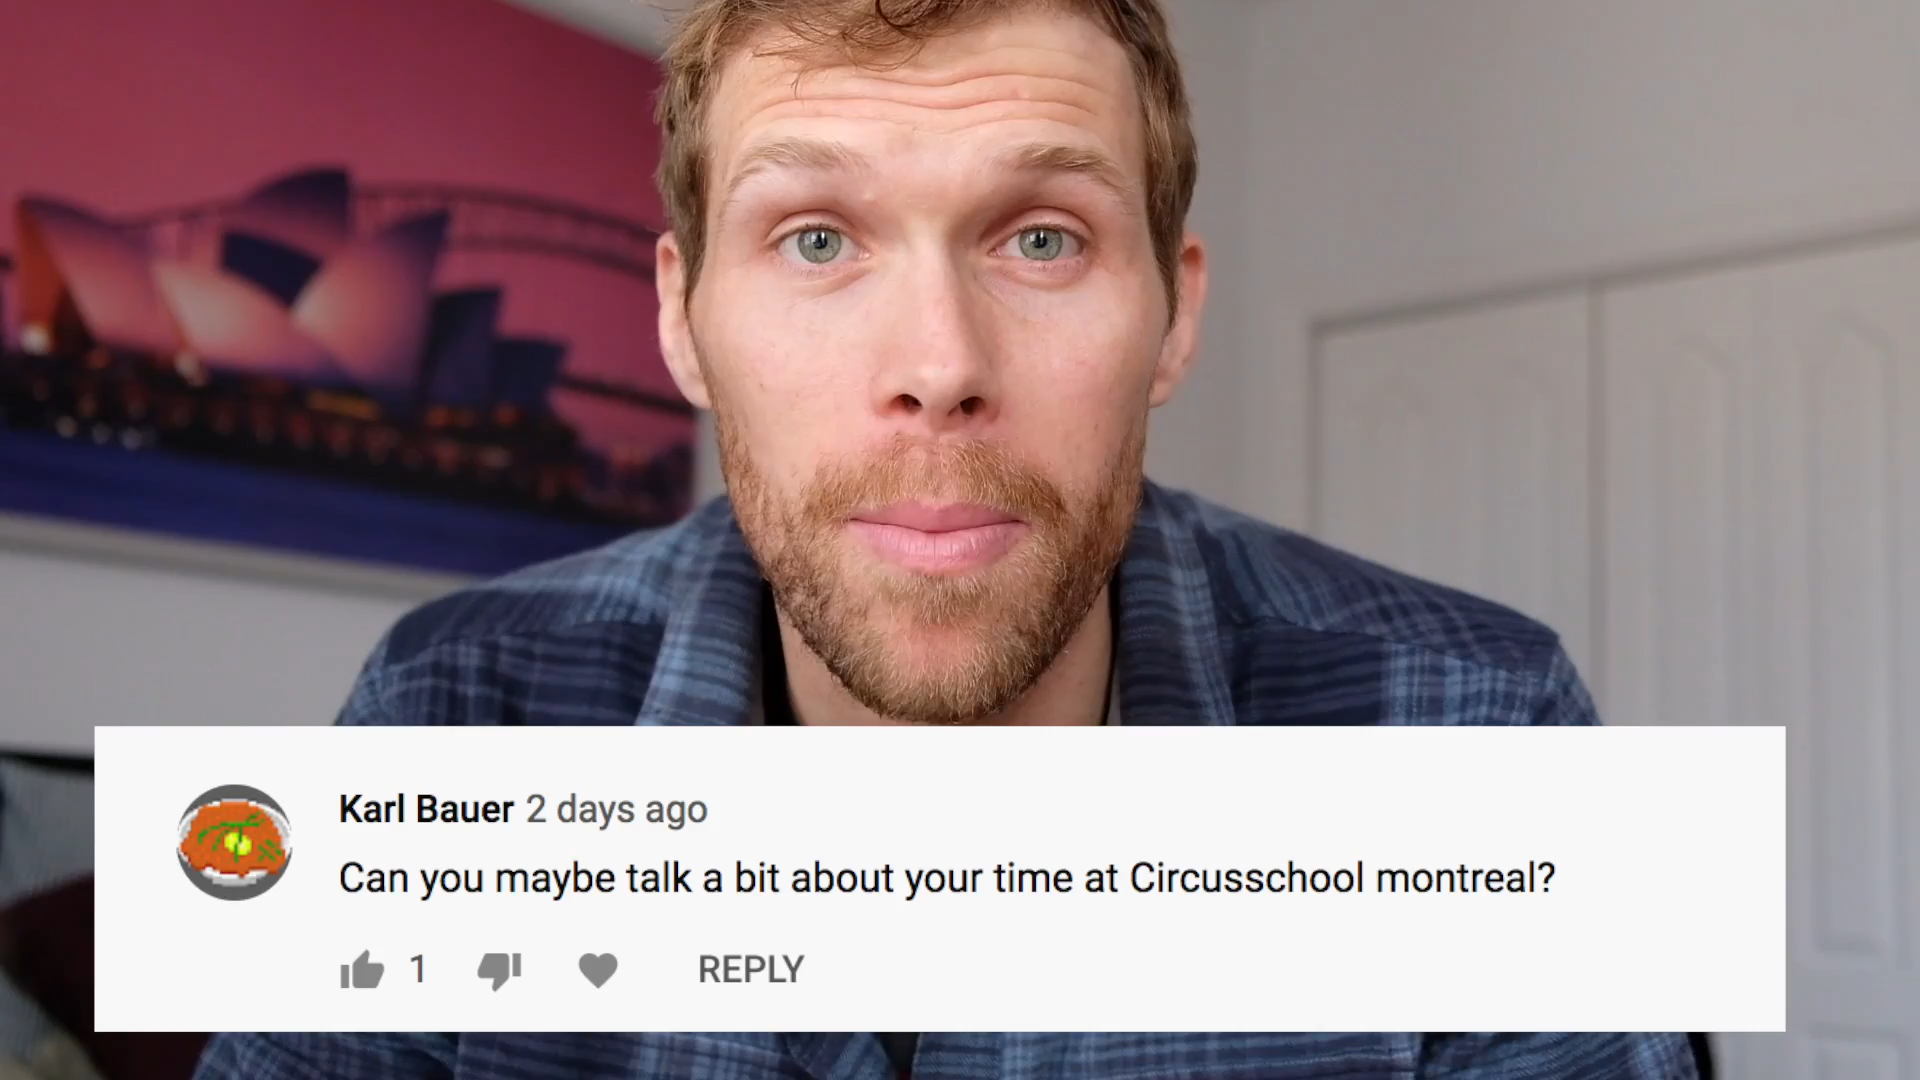 Karl Bauer 2 days ago
Can you maybe talk a bit about your time at Circusschool montreal?
1 REPLY